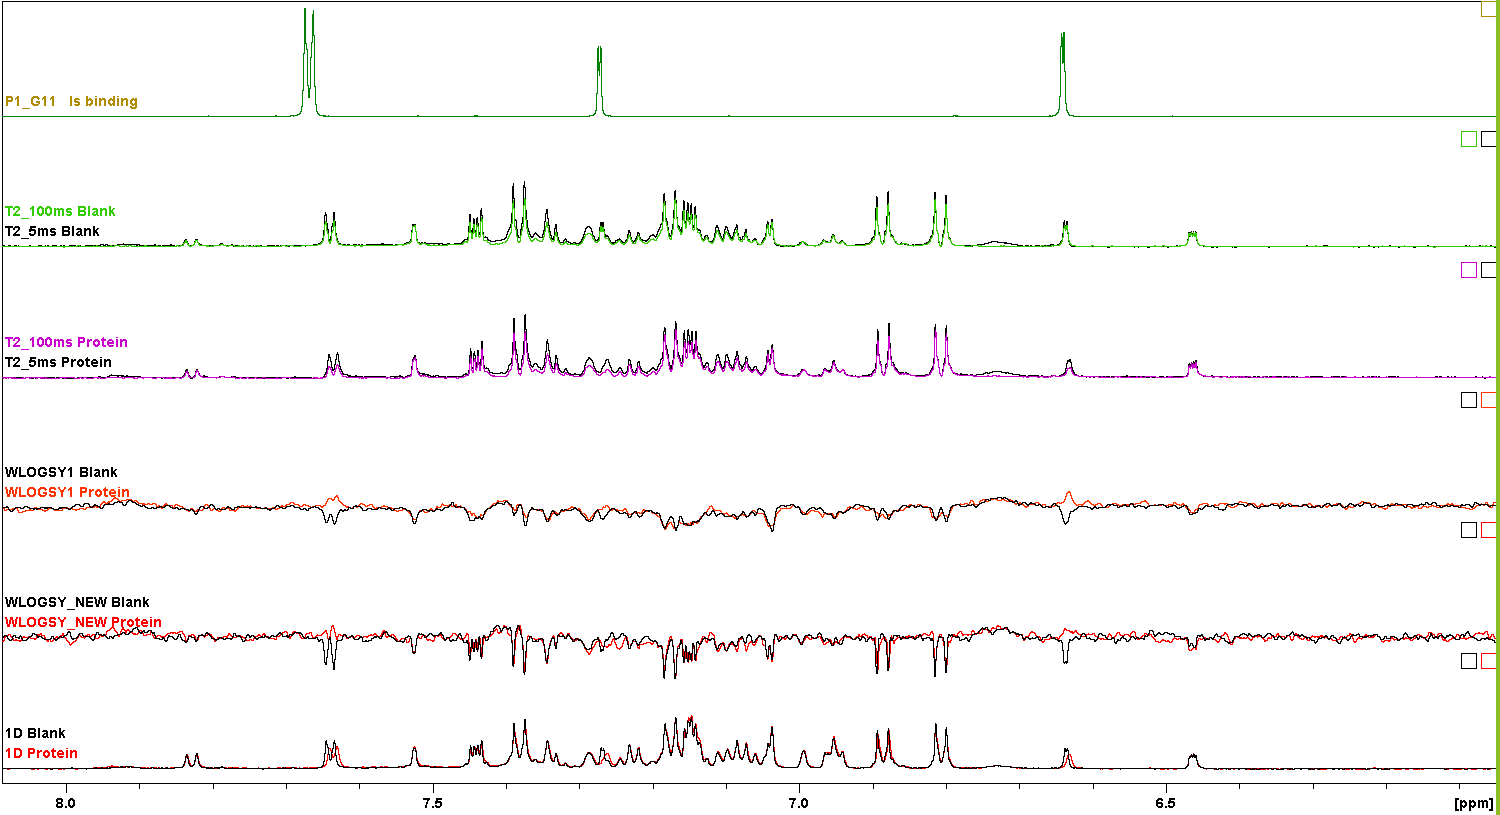 P1_G11 Is binding
T2_100ms Blank
T2_5ms Blank
T2_100ms Protein
T2_5ms Protein
WLOGSY1 Blank
WLOGSY1 Protein
WLOGSY_NEW Blank
WLOGSY_NEW Protein
1D Blank
1D Protein
8.0 7.5 7.0 6.5 [ppm]